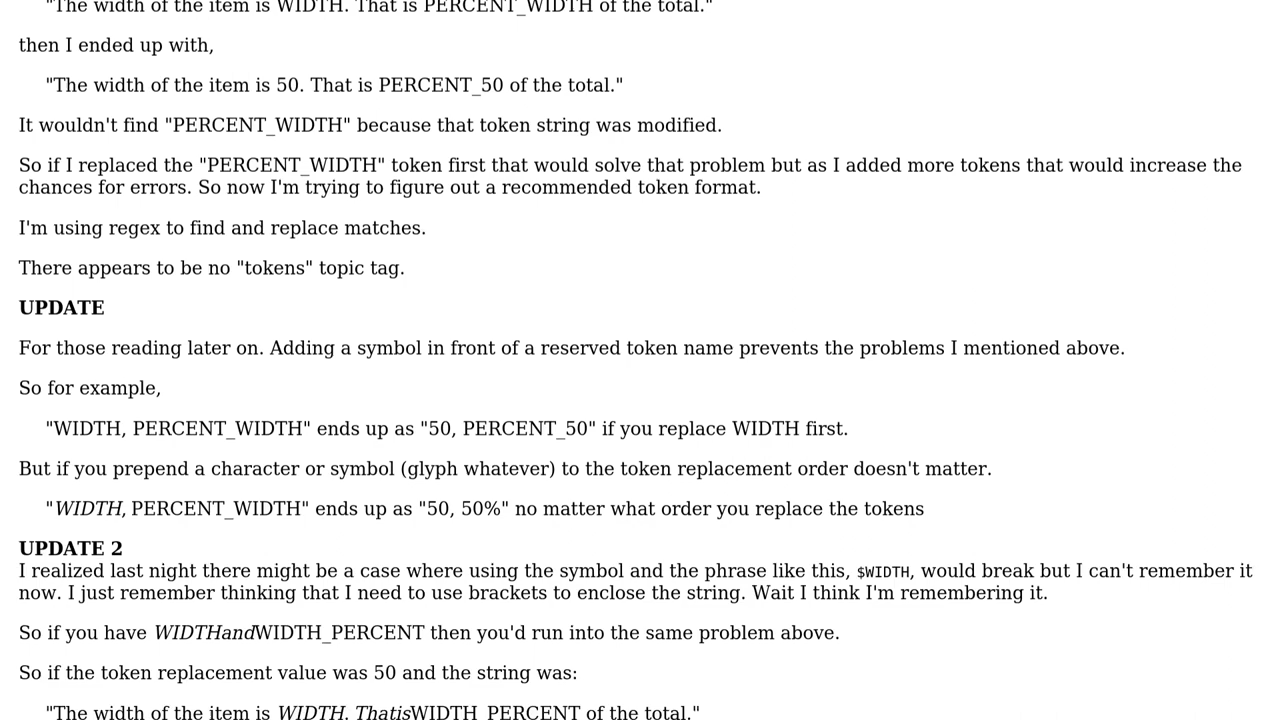 "The width of the item is WIDTH. That is PERCENT_WIDTH of the total."
then I ended up with,
"The width of the item is 50. That is PERCENT_50 of the total."
It wouldn't find "PERCENT_WIDTH" because that token string was modified.
So if I replaced the "PERCENT_WIDTH" token first that would solve that problem but as I added more tokens that would increase the
chances for errors. So now I'm trying to figure out a recommended token format.
I'm using regex to find and replace matches.
There appears to be no "tokens" topic tag.
UPDATE
For those reading later on. Adding a symbol in front of a reserved token name prevents the problems I mentioned above.
So for example,
"WIDTH, PERCENT_WIDTH" ends up as "50, PERCENT_50" if you replace WIDTH first.
But if you prepend a character or symbol (glyph whatever) to the token replacement order doesn't matter.
"WIDTH, PERCENT_WIDTH" ends up as "50, 50%" no matter what order you replace the tokens
UPDATE 2
I realized last night there might be a case where using the symbol and the phrase like this, $WIDTH, would break but I can't remember it
now. I just remember thinking that I need to use brackets to enclose the string. Wait I think I'm remembering it.
So if you have WIDTHandWIDTH_PERCENT then you'd run into the same problem above.
So if the token replacement value was 50 and the string was:
"The width of the item is WIDTH. ThatisWIDTH_PERCENT of the total."